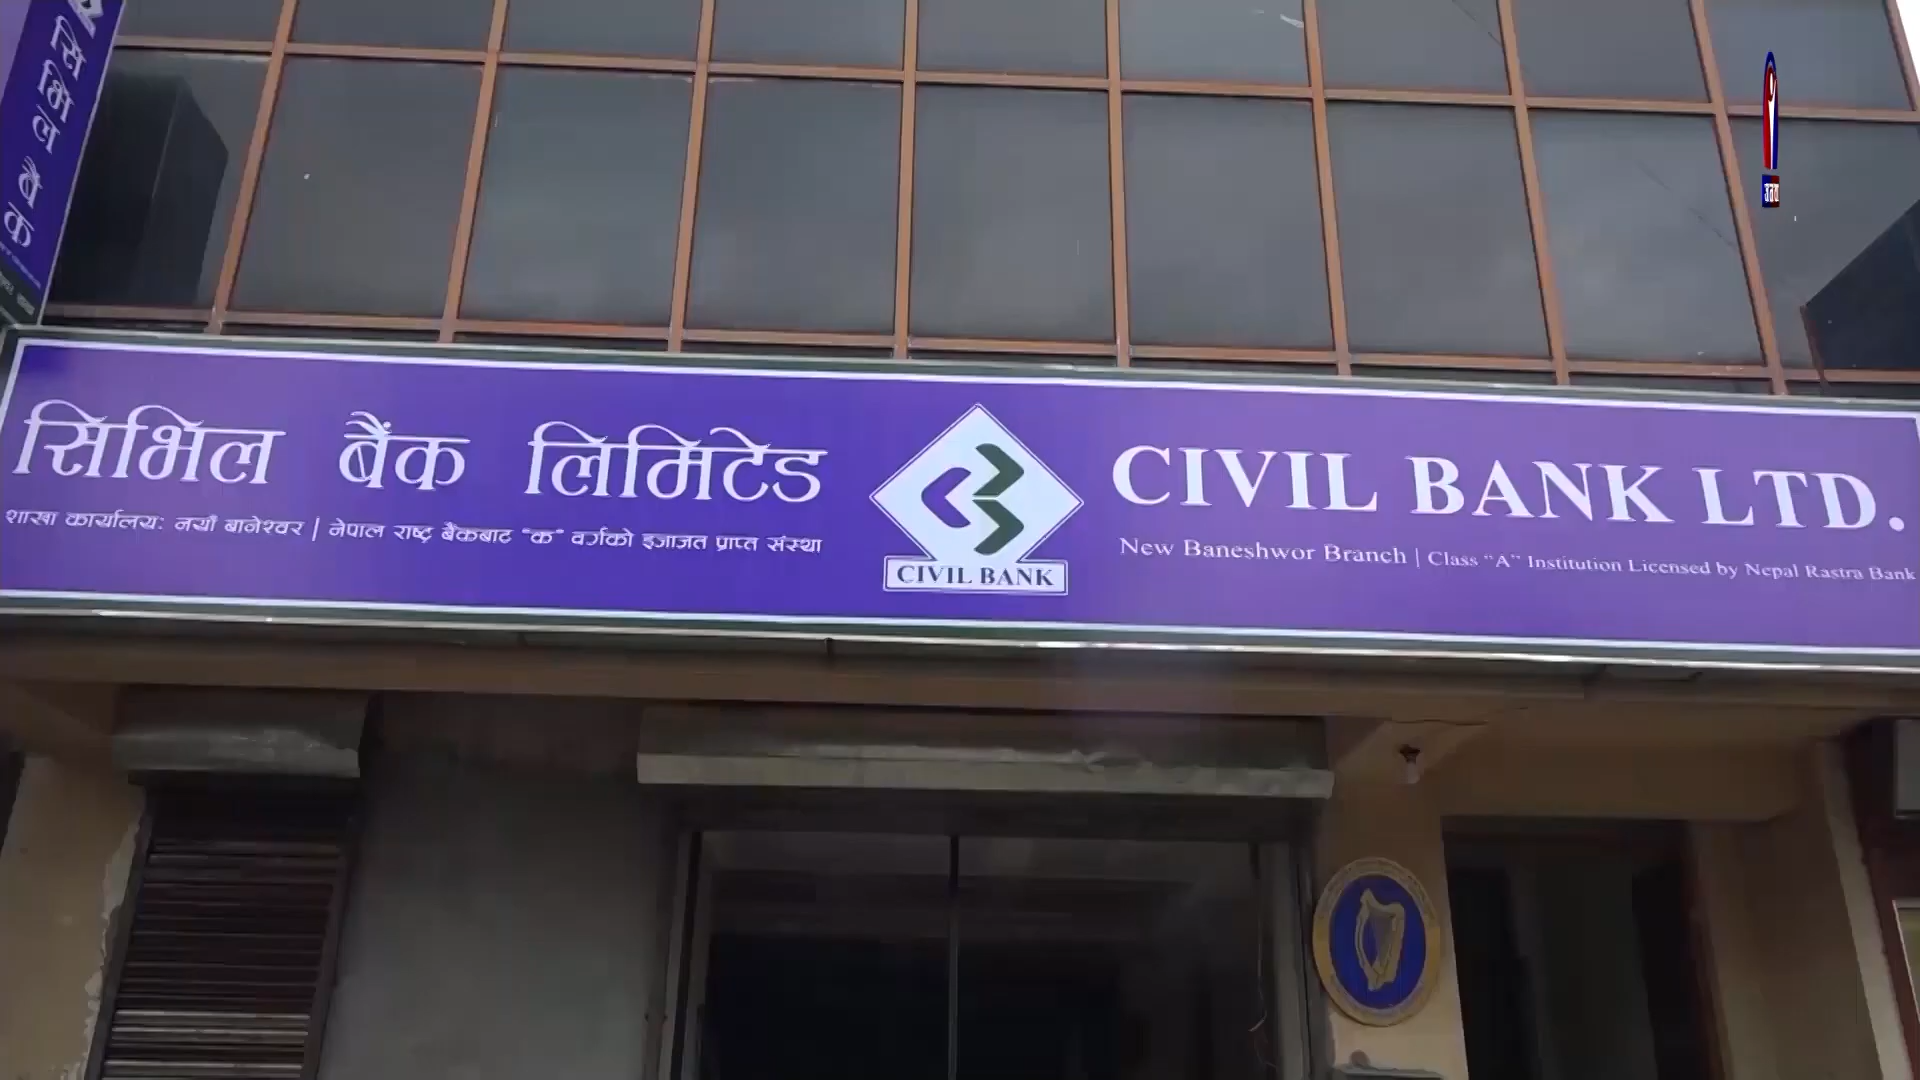 सिभिल बैंक
सिभिल बैंक लिमिटेड
शाखा कार्यालय: नयाँ बानेश्वर | नेपाल राष्ट्र बैंकबाट "क" वर्गको इजाजत प्राप्त संस्था
CIVIL BANK
CIVIL BANK LTD.
New Baneshwor Branch | Class "A" Institution Licensed by Nepal Rastra Bank